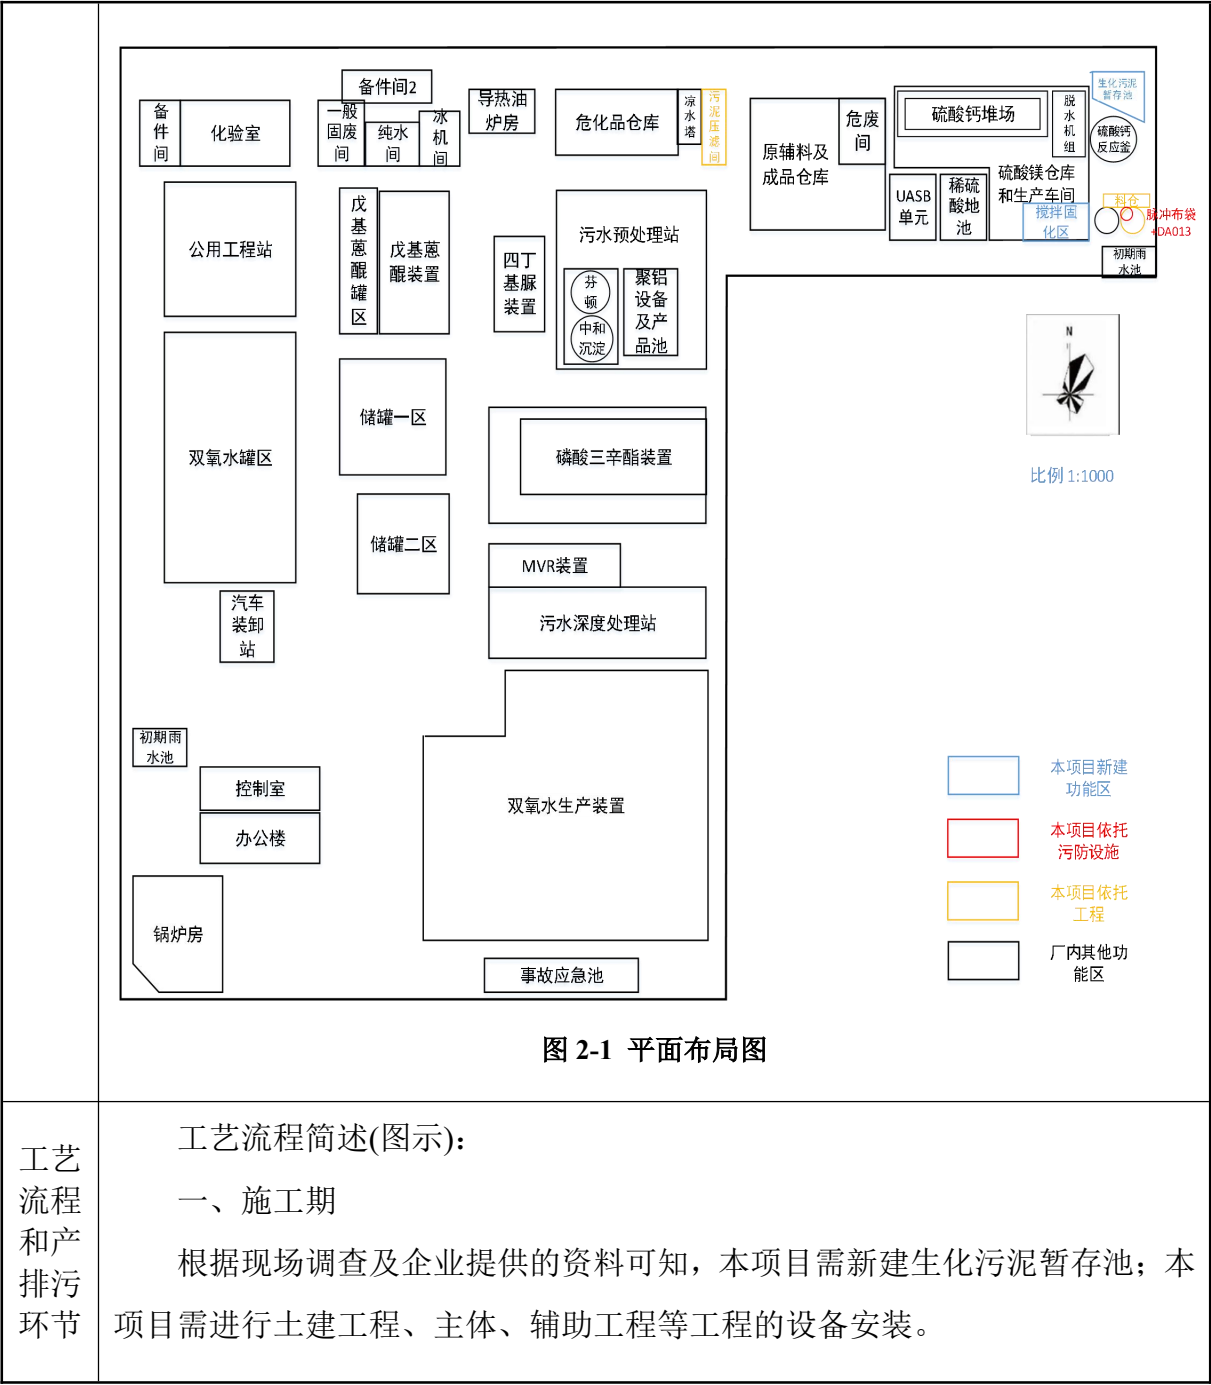 备件间2
备
件
间
化验室
一般
固废
间
纯水
间
冰
机
间
导热油
炉房
危化品仓库
凉
水
塔
污
泥
压
滤
间
原辅料及
成品仓库
危废
间
硫酸钙堆场
脱
水
机
组
生化污泥
暂存池
硫酸钙
反应釜
硫酸镁仓库
和生产车间
UASB
单元
稀硫
酸地
池
搅拌固
化区
料仓
脉冲布袋
+DA013
初期雨
水池
公用工程站
戊
基
蒽
醌
罐
区
戊基蒽
醌装置
四丁
基脲
装置
污水预处理站
芬
顿
中和
沉淀
聚铝
设备
及产
品池
N
比例 1:1000
双氧水罐区
储罐一区
磷酸三辛酯装置
储罐二区
MVR装置
污水深度处理站
汽车
装卸
站
初期雨
水池
控制室
办公楼
双氧水生产装置
锅炉房
事故应急池
本项目新建
功能区
本项目依托
污防设施
本项目依托
工程
厂内其他功
能区
图 2-1 平面布局图
工艺
流程
和产
排污
环节
工艺流程简述(图示)：
一、施工期
根据现场调查及企业提供的资料可知，本项目需新建生化污泥暂存池；本
项目需进行土建工程、主体、辅助工程等工程的设备安装。